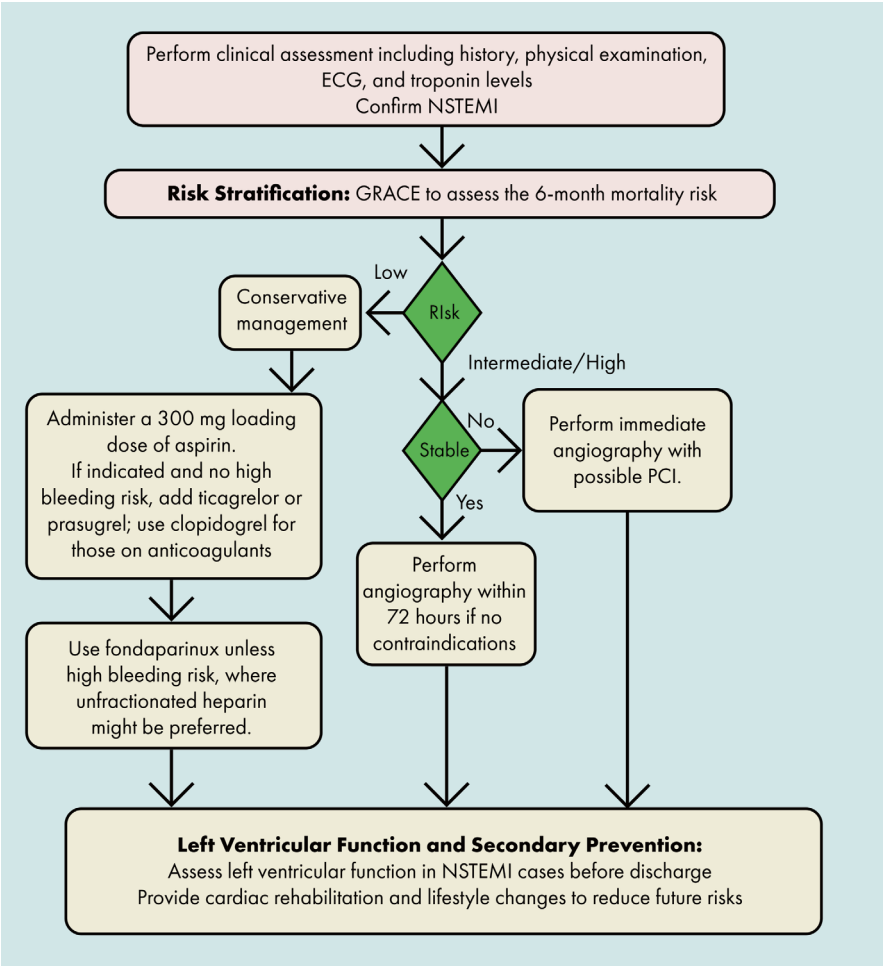 Perform clinical assessment including history, physical examination,
ECG, and troponin levels
Confirm NSTEMI
Risk Stratification: GRACE to assess the 6-month mortality risk
Low
RIsk
Conservative
management
Intermediate/High
Administer a 300 mg loading
dose of aspirin.
If indicated and no high
bleeding risk, add ticagrelor or
prasugrel; use clopidogrel for
those on anticoagulants
Stable
No
Perform immediate
angiography with
possible PCI.
Yes
Perform
angiography within
72 hours if no
contraindications
Use fondaparinux unless
high bleeding risk, where
unfractionated heparin
might be preferred.
Left Ventricular Function and Secondary Prevention:
Assess left ventricular function in NSTEMI cases before discharge
Provide cardiac rehabilitation and lifestyle changes to reduce future risks